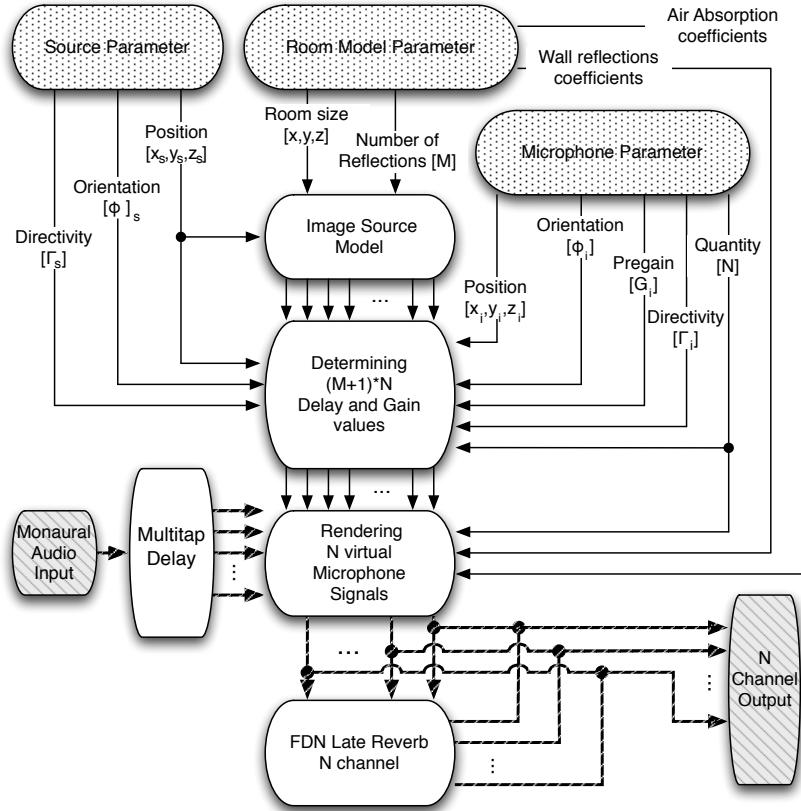 Source Parameter
Room Model Parameter
Air Absorption
coefficients
Wall reflections
coefficients
Room size
[x,y,z]
Number of
Reflections [M]
Position
[xₛ,yₛ,zₛ]
Orientation
[ϕ ]ₛ
Directivity
[Γₛ]
Microphone Parameter
Image Source
Model
...
Orientation
[ϕᵢ]
Quantity
[N]
Pregain
[Gᵢ]
Position
[xᵢ,yᵢ,zᵢ]
Directivity
[Γᵢ]
Determining
(M+1)*N
Delay and Gain
values
...
Monaural
Audio
Input
Multitap
Delay
...
Rendering
N virtual
Microphone
Signals
...
N
Channel
Output
...
FDN Late Reverb
N channel
...